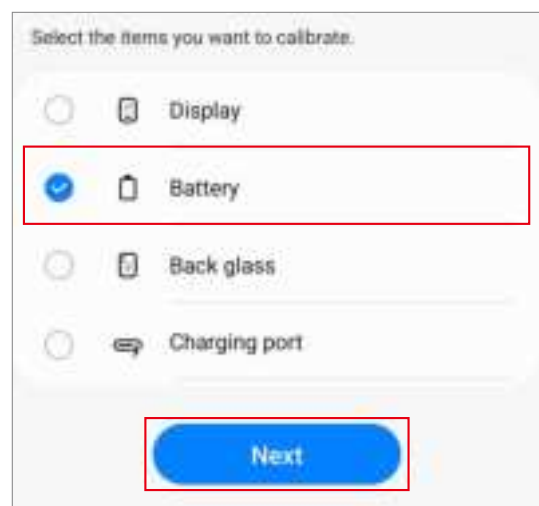 Select the items you want to calibrate.
Display
Battery
Back glass
Charging port
Next